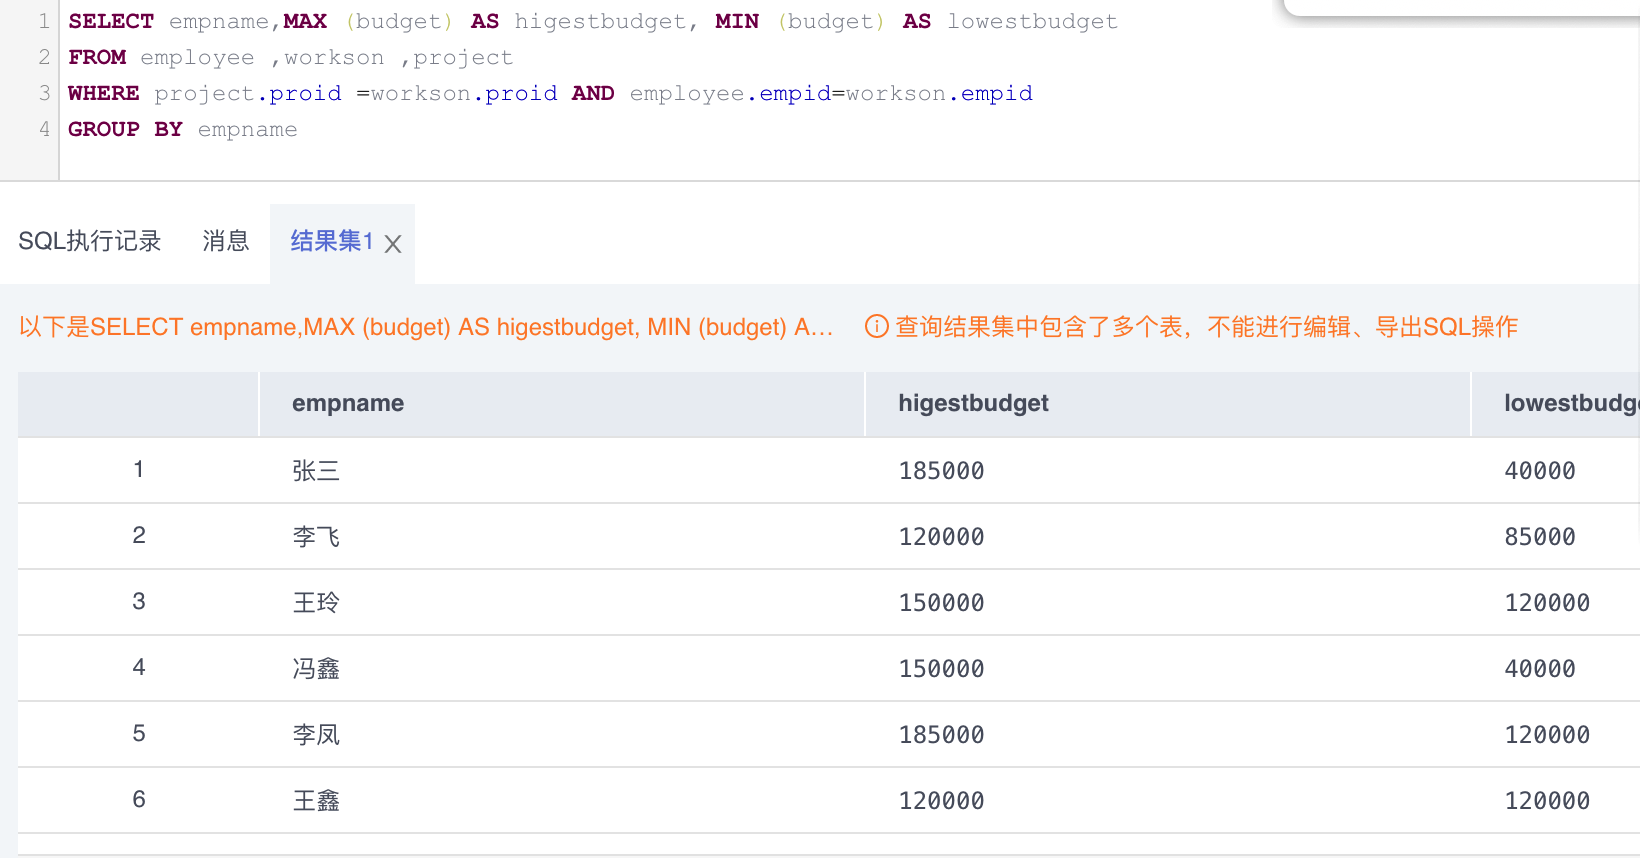 1 SELECT empname,MAX (budget) AS higestbudget, MIN (budget) AS lowestbudget
2 FROM employee ,workson ,project
3 WHERE project.proid =workson.proid AND employee.empid=workson.empid
4 GROUP BY empname
SQL执行记录 消息 结果集1 X
以下是SELECT empname,MAX (budget) AS higestbudget, MIN (budget) A... 查询结果集中包含了多个表，不能进行编辑、导出SQL操作
empname higestbudget lowestbudg
1 张三 185000 40000
2 李飞 120000 85000
3 王玲 150000 120000
4 冯鑫 150000 40000
5 李凤 185000 120000
6 王鑫 120000 120000